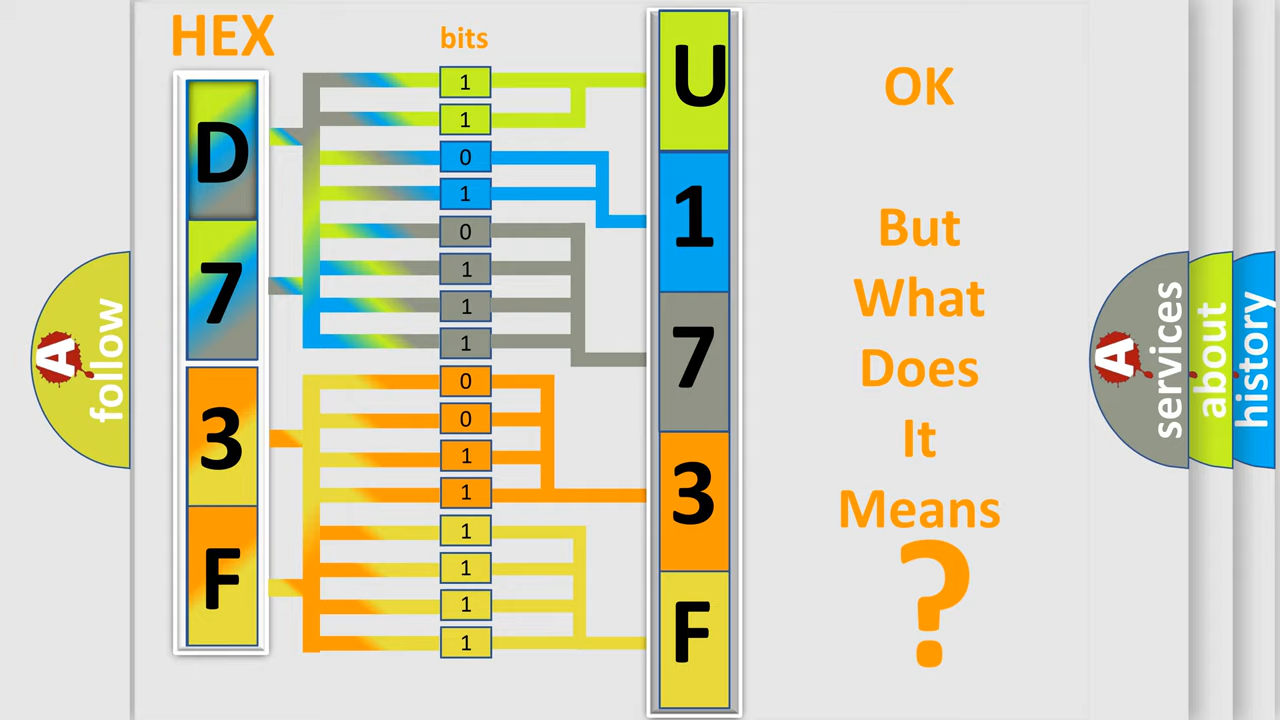 HEX
bits
D
7
3
F
1
1
0
1
0
1
1
1
0
0
1
1
1
1
1
1
U
1
7
3
F
OK
But
What
Does
It
Means
?
A
follow
A
services
about
history